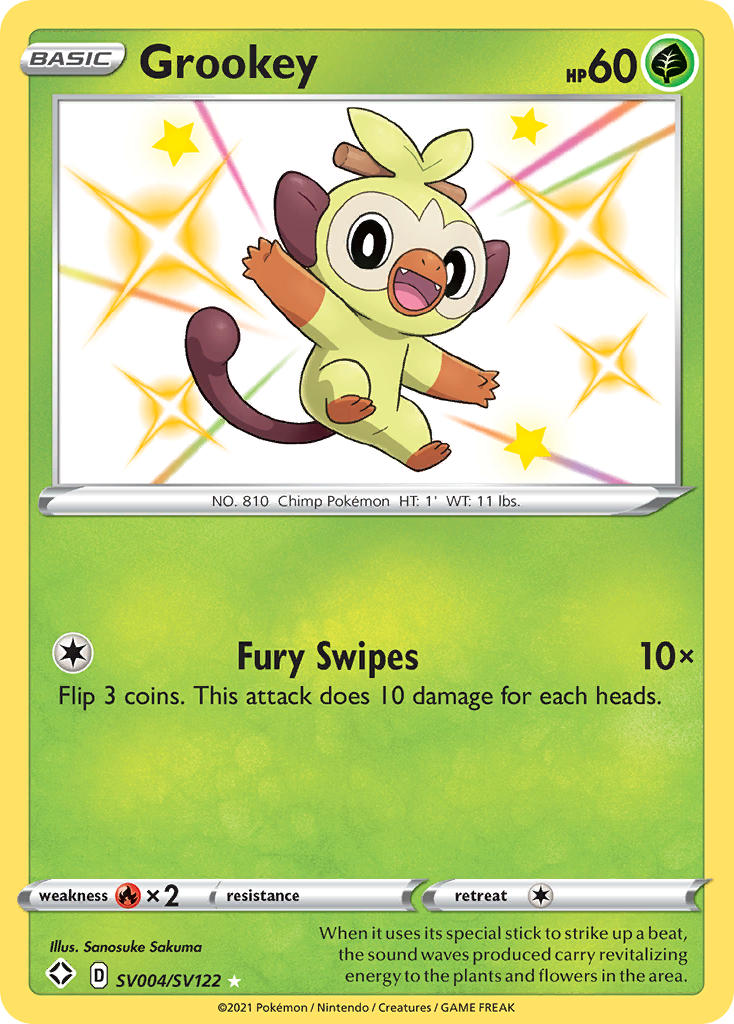 BASIC Grookey HP60
NO. 810 Chimp Pokémon HT: 1' WT: 11 lbs.
Fury Swipes 10×
Flip 3 coins. This attack does 10 damage for each heads.
weakness ×2 resistance retreat
Illus. Sanosuke Sakuma
D SV004/SV122
When it uses its special stick to strike up a beat,
the sound waves produced carry revitalizing
energy to the plants and flowers in the area.
©2021 Pokémon / Nintendo / Creatures / GAME FREAK